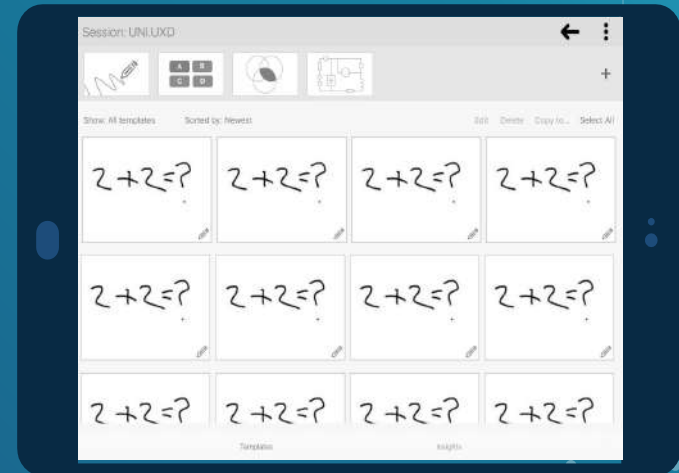 Session: UNI.UXD
A B
C D
+
Show: All templates Sorted by: Newest Edit Delete Copy to... Select All
2+2=? 2+2=? 2+2=? 2+2=?
2+2=? 2+2=? 2+2=? 2+2=?
2+2=? 2+2=? 2+2=? 2+2=?
Templates Insights